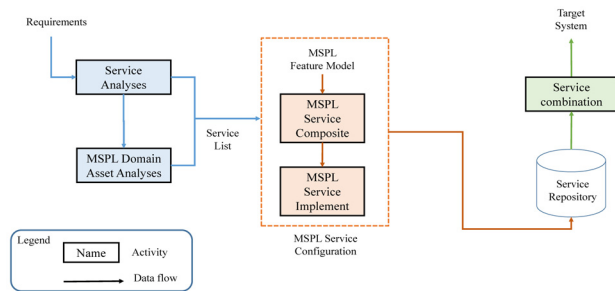 Requirements
Service
Analyses
MSPL Domain
Asset Analyses
Service
List
MSPL
Feature Model
MSPL
Service
Composite
MSPL
Service
Implement
MSPL Service
Configuration
Target
System
Service
combination
Service
Repository
Legend
Name
Activity
Data flow